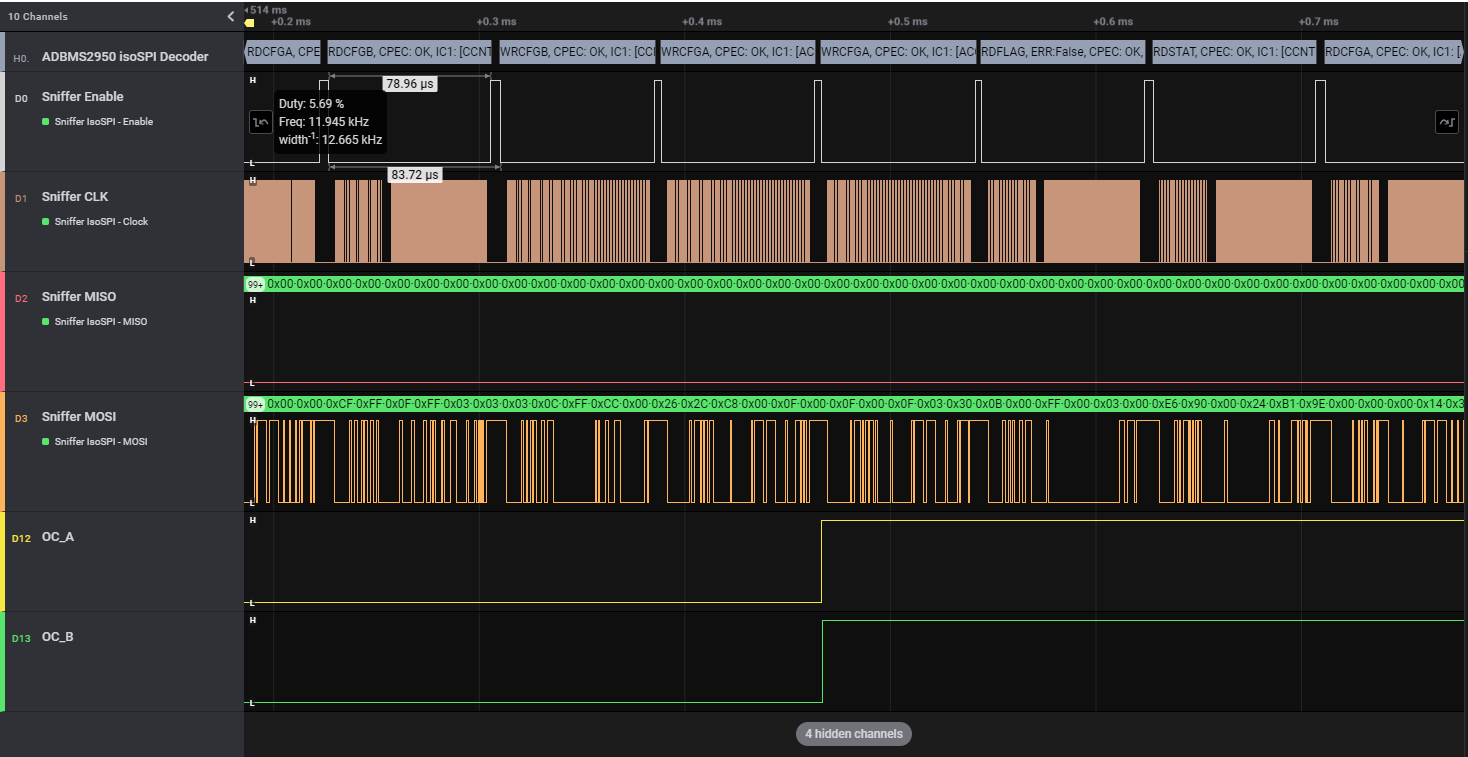 10 Channels
514 ms
+0.2 ms
+0.3 ms
+0.4 ms
+0.5 ms
+0.6 ms
+0.7 ms
H0. ADBMS2950 isoSPI Decoder
RDCFGA, CPE
RDCFGB, CPEC: OK, IC1: [CCNT
WRCFGB, CPEC: OK, IC1: [CC
WRCFGA, CPEC: OK, IC1: [AC
WRCFGA, CPEC: OK, IC1: [AC
RDFLAG, ERR:False, CPEC: OK,
RDSTAT, CPEC: OK, IC1: [CCNT
RDCFGA, CPEC: OK, IC1: [
D0 Sniffer Enable
Sniffer IsoSPI - Enable
H
78.96 µs
Duty: 5.69 %
Freq: 11.945 kHz
width-1: 12.665 kHz
L
83.72 µs
D1 Sniffer CLK
Sniffer IsoSPI - Clock
H
L
D2 Sniffer MISO
Sniffer IsoSPI - MISO
99+ 0x00·0x00·0x00·0x00·0x00·0x00·0x00·0x00·0x00·0x00·0x00·0x00·0x00·0x00·0x00·0x00·0x00·0x00·0x00·0x00·0x00·0x00·0x00·0x00·0x00·0x00·0x00·0x00·0x00·0x00·0x00·0x00·0x00·0x00·0x00·0x00·0x00·0x00·0x00·0x00·0x00
H
L
D3 Sniffer MOSI
Sniffer IsoSPI - MOSI
99+ 0x00·0x00·0xCF·0xFF·0x0F·0xFF·0x03·0x03·0x03·0x0C·0xFF·0xCC·0x00·0x26·0x2C·0xC8·0x00·0x0F·0x00·0x0F·0x00·0x0F·0x03·0x30·0x0B·0x00·0xFF·0x00·0x03·0x00·0xE6·0x90·0x00·0x24·0xB1·0x9E·0x00·0x00·0x00·0x14·0x3
H
L
D12 OC_A
H
L
D13 OC_B
H
L
4 hidden channels